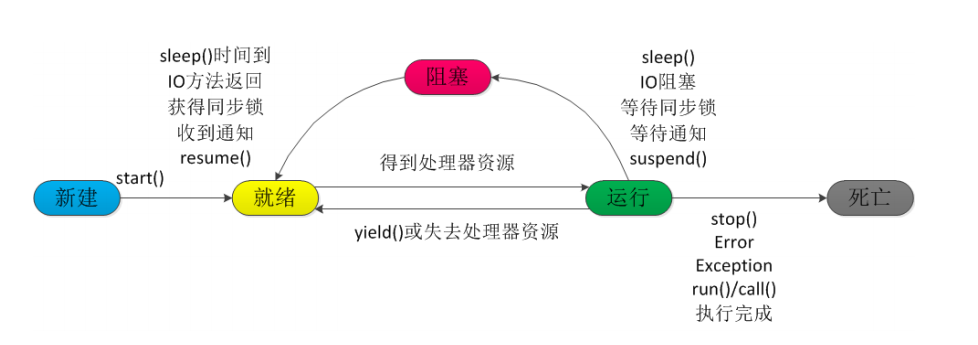 sleep()时间到
IO方法返回
获得同步锁
收到通知
resume()
阻塞
sleep()
IO阻塞
等待同步锁
等待通知
suspend()
新建
start()
就绪
得到处理器资源
yield()或失去处理器资源
运行
死亡
stop()
Error
Exception
run()/call()
执行完成